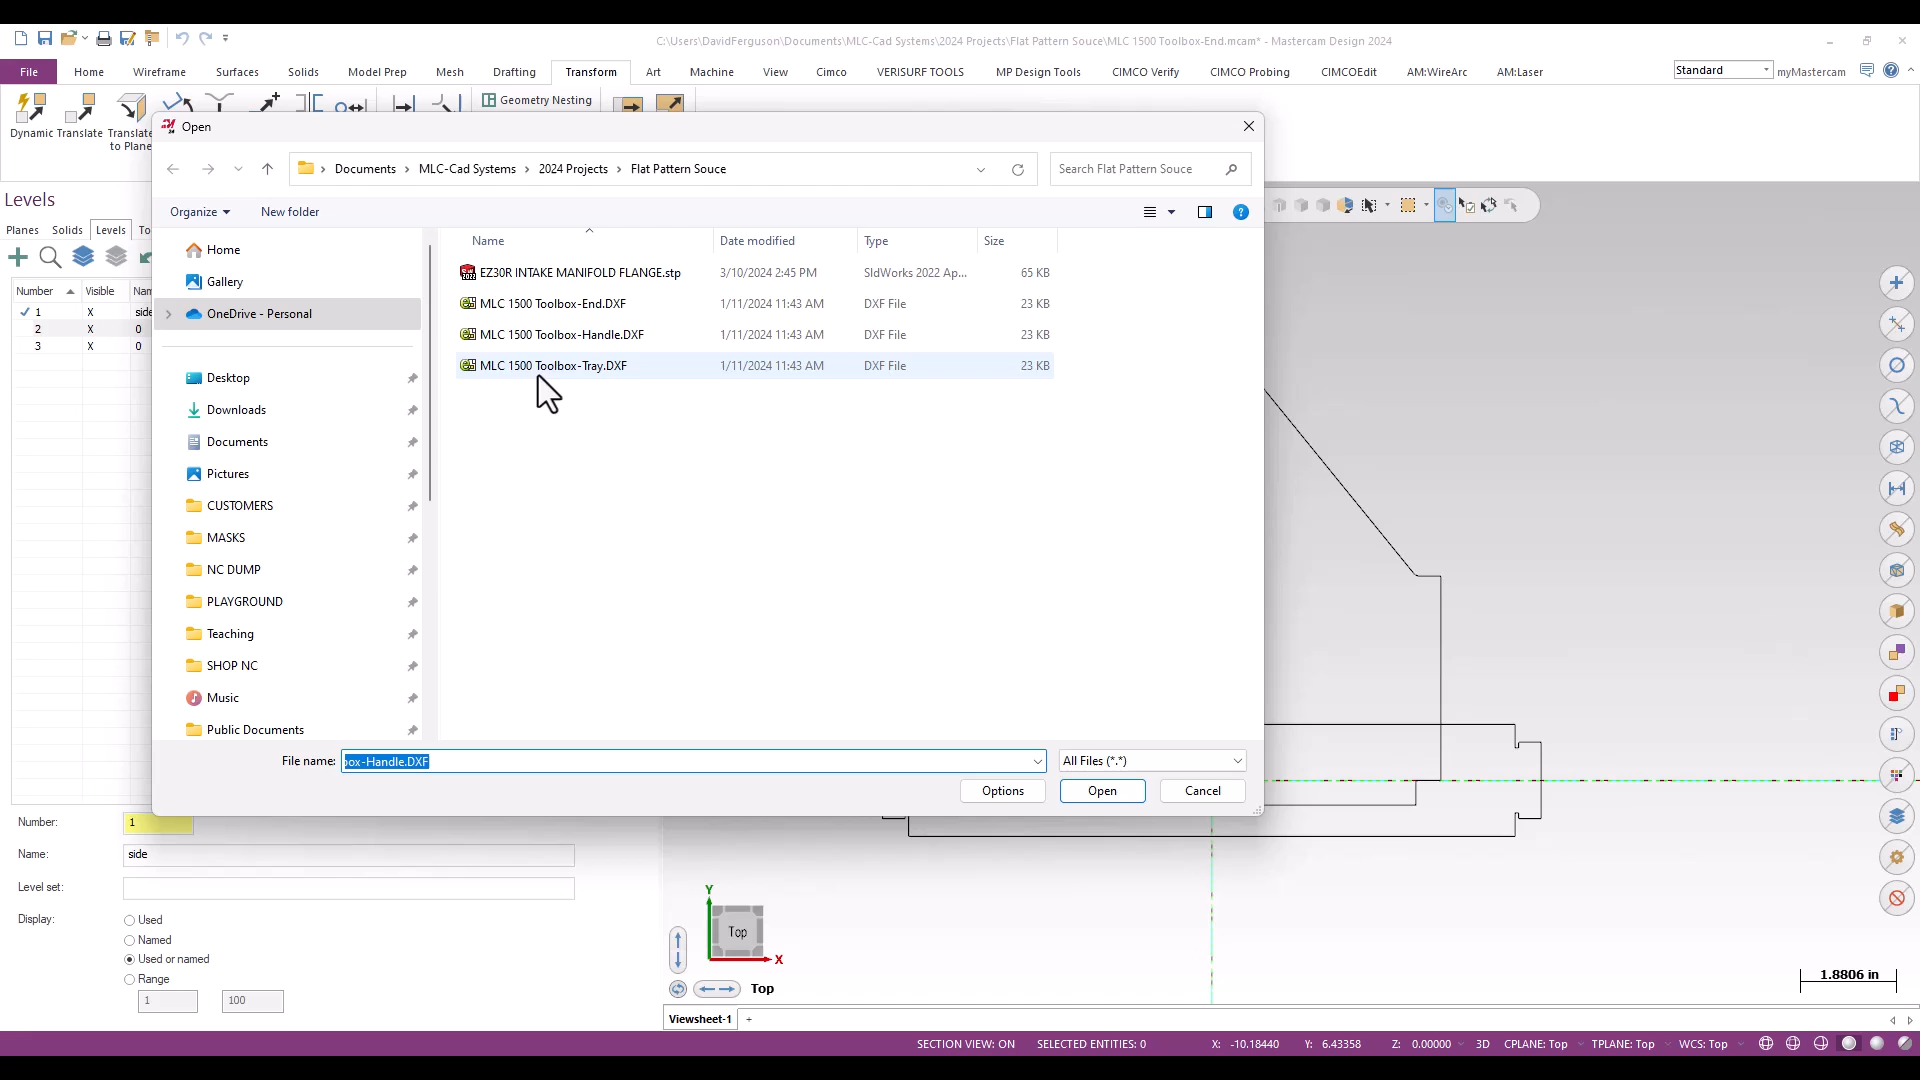 C:\Users\DavidFerguson\Documents\MLC-Cad Systems\2024 Projects\Flat Pattern Souce\MLC 1500 Toolbox-End.mcam* - Mastercam Design 2024
File Home Wireframe Surfaces Solids Model Prep Mesh Drafting Transform Art Machine View Cimco VERISURF TOOLS MP Design Tools CIMCO Verify CIMCO Probing CIMCOEdit AM:WireArc AM:Laser Standard myMastercam
Geometry Nesting
Dynamic Translate Translate
to Plane
Open
Documents MLC-Cad Systems 2024 Projects Flat Pattern Souce Search Flat Pattern Souce
Organize New folder
Levels
Planes Solids Levels To
Number Visible Nam
1 X side
2 X 0
3 X 0
Home
Gallery
OneDrive - Personal
Desktop
Downloads
Documents
Pictures
CUSTOMERS
MASKS
NC DUMP
PLAYGROUND
Teaching
SHOP NC
Music
Public Documents
Name Date modified Type Size
EZ30R INTAKE MANIFOLD FLANGE.stp 3/10/2024 2:45 PM SldWorks 2022 Ap... 65 KB
MLC 1500 Toolbox-End.DXF 1/11/2024 11:43 AM DXF File 23 KB
MLC 1500 Toolbox-Handle.DXF 1/11/2024 11:43 AM DXF File 23 KB
MLC 1500 Toolbox-Tray.DXF 1/11/2024 11:43 AM DXF File 23 KB
File name: box-Handle.DXF All Files (*.*)
Options Open Cancel
Number: 1
Name: side
Level set:
Display: Used
Named
Used or named
Range
1 100
Y
Top
X
Top
1.8806 in
Viewsheet-1 +
SECTION VIEW: ON SELECTED ENTITIES: 0 X: -10.18440 Y: 6.43358 Z: 0.00000 3D CPLANE: Top TPLANE: Top WCS: Top